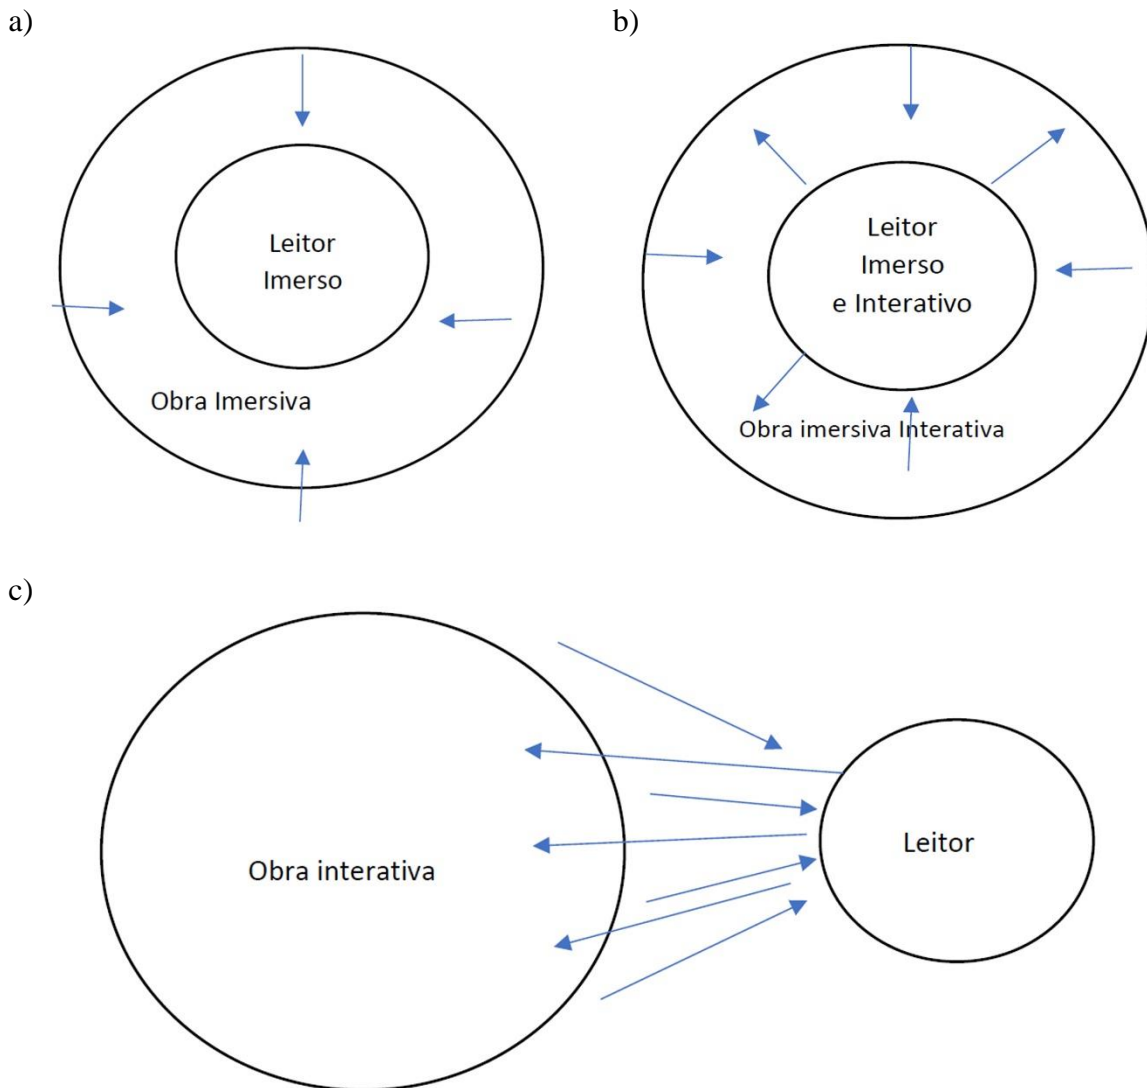 a)
b)
Leitor
Imerso
Obra Imersiva
Leitor
Imerso
e Interativo
Obra imersiva Interativa
c)
Obra interativa
Leitor